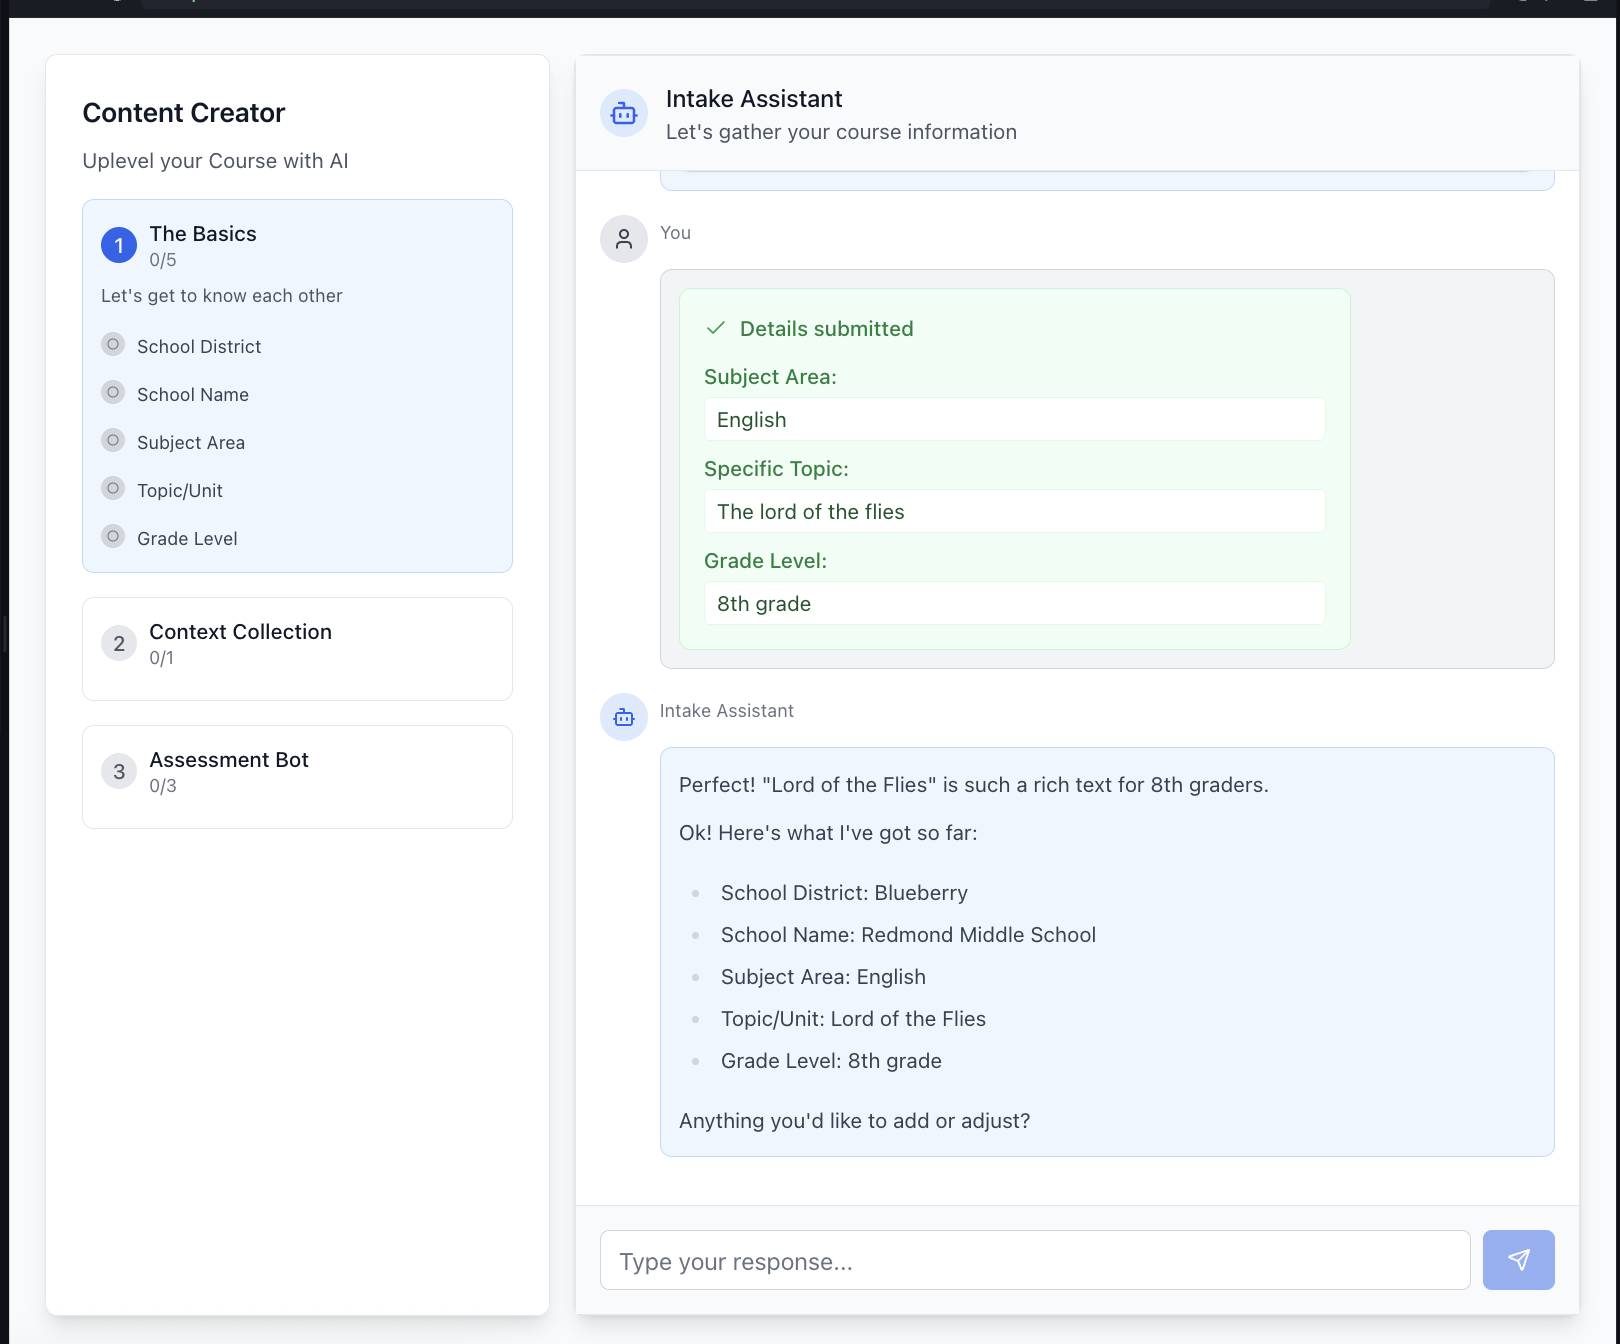 Content Creator
Uplevel your Course with AI
1
The Basics
0/5
Let's get to know each other
School District
School Name
Subject Area
Topic/Unit
Grade Level
2
Context Collection
0/1
3
Assessment Bot
0/3
Intake Assistant
Let's gather your course information
You
Details submitted
Subject Area:
English
Specific Topic:
The lord of the flies
Grade Level:
8th grade
Intake Assistant
Perfect! "Lord of the Flies" is such a rich text for 8th graders.
Ok! Here's what I've got so far:
School District: Blueberry
School Name: Redmond Middle School
Subject Area: English
Topic/Unit: Lord of the Flies
Grade Level: 8th grade
Anything you'd like to add or adjust?
Type your response...